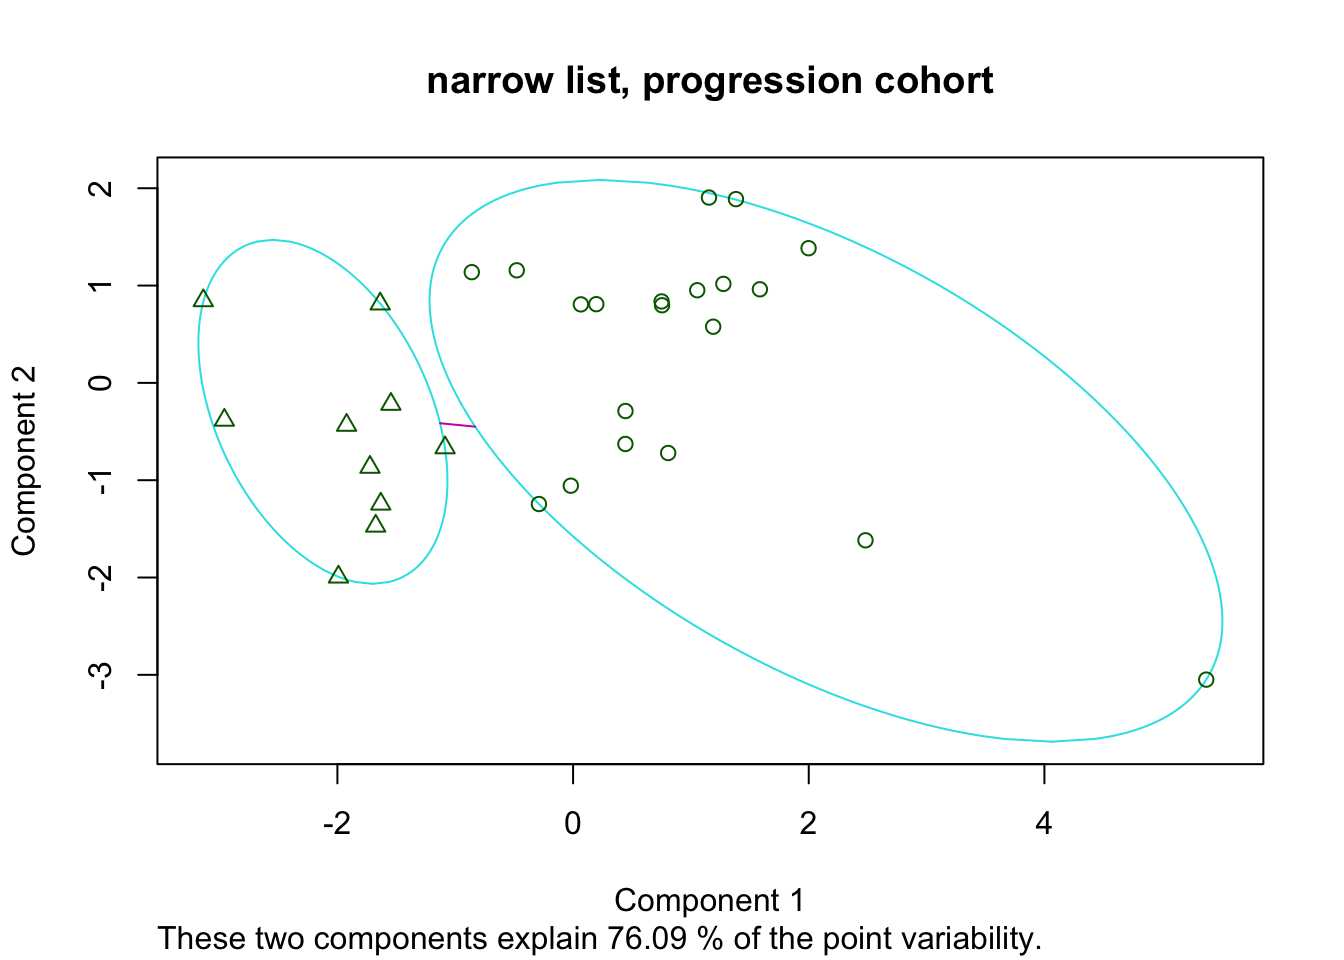 narrow list, progression cohort
Component 2
2
1
0
-1
-2
-3
-2 0 2 4
Component 1
These two components explain 76.09 % of the point variability.